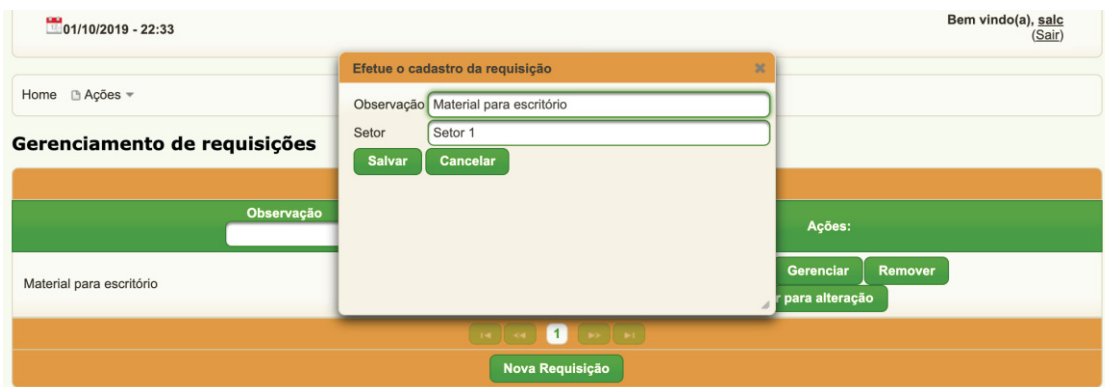 01/10/2019 - 22:33
Bem vindo(a), salc
(Sair)
Home Ações
Efetue o cadastro da requisição
Observação Material para escritório
Setor Setor 1
Salvar Cancelar
Gerenciamento de requisições
Observação
Ações:
Material para escritório
Gerenciar Remover
para alteração
1
Nova Requisição